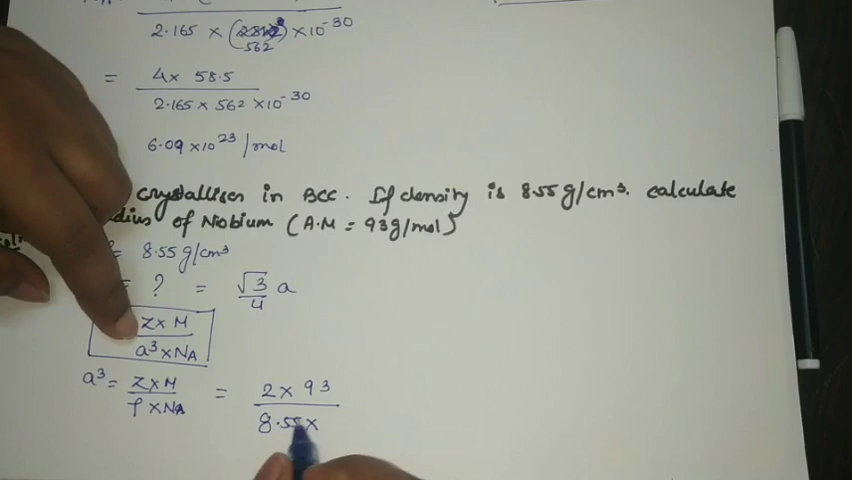 2.165 × ( 562 ) × 10⁻³⁰
= 4 × 58.5 / 2.165 × 562 × 10⁻³⁰
6.09 × 10²³ / mol
crystallises in BCC. If density is 8.55 g/cm³. calculate
dius of Niobium (A.M = 93 g/mol)
= 8.55 g/cm³
= ? = √3/4 a
Z × M / a³ × NA
a³ = Z × M / ρ × NA = 2 × 93 / 8.55 ×